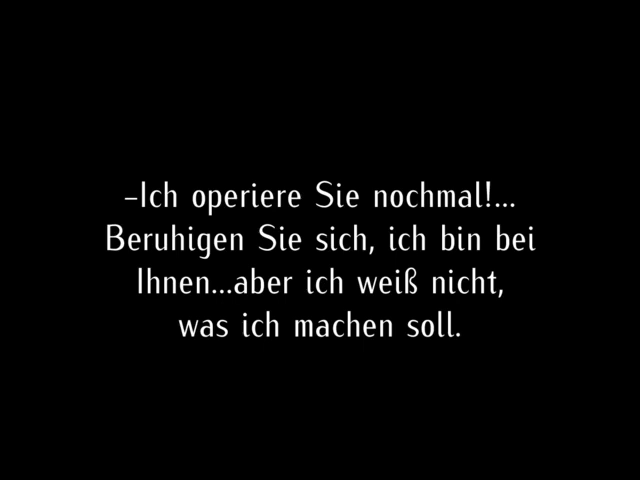 –Ich operiere Sie nochmal!...
Beruhigen Sie sich, ich bin bei
Ihnen...aber ich weiß nicht,
was ich machen soll.